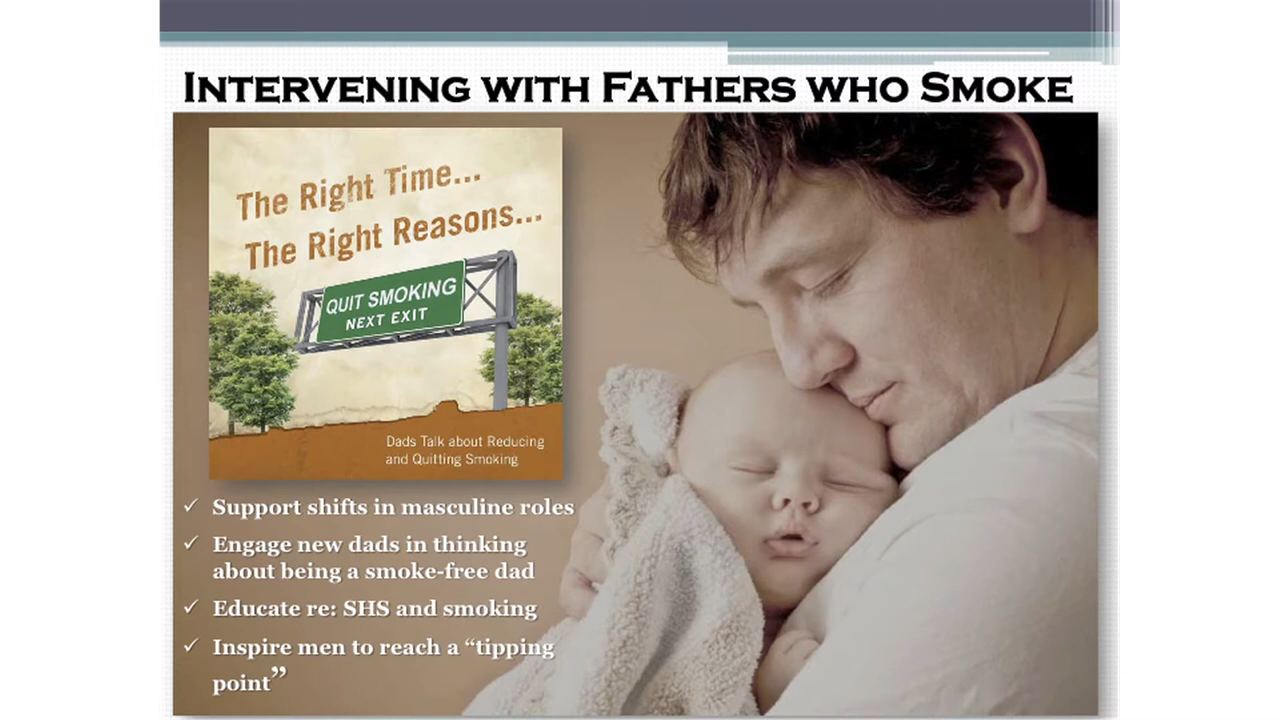 INTERVENING WITH FATHERS WHO SMOKE
The Right Time...
The Right Reasons...
QUIT SMOKING
NEXT EXIT
Dads Talk about Reducing
and Quitting Smoking
✓ Support shifts in masculine roles
✓ Engage new dads in thinking
about being a smoke-free dad
✓ Educate re: SHS and smoking
✓ Inspire men to reach a “tipping
point”